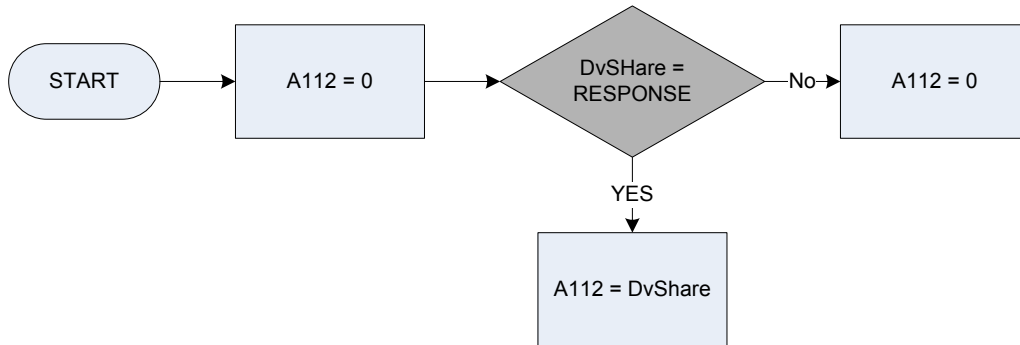 START
A112 = 0
DvSHare =
RESPONSE
No
A112 = 0
YES
A112 = DvShare